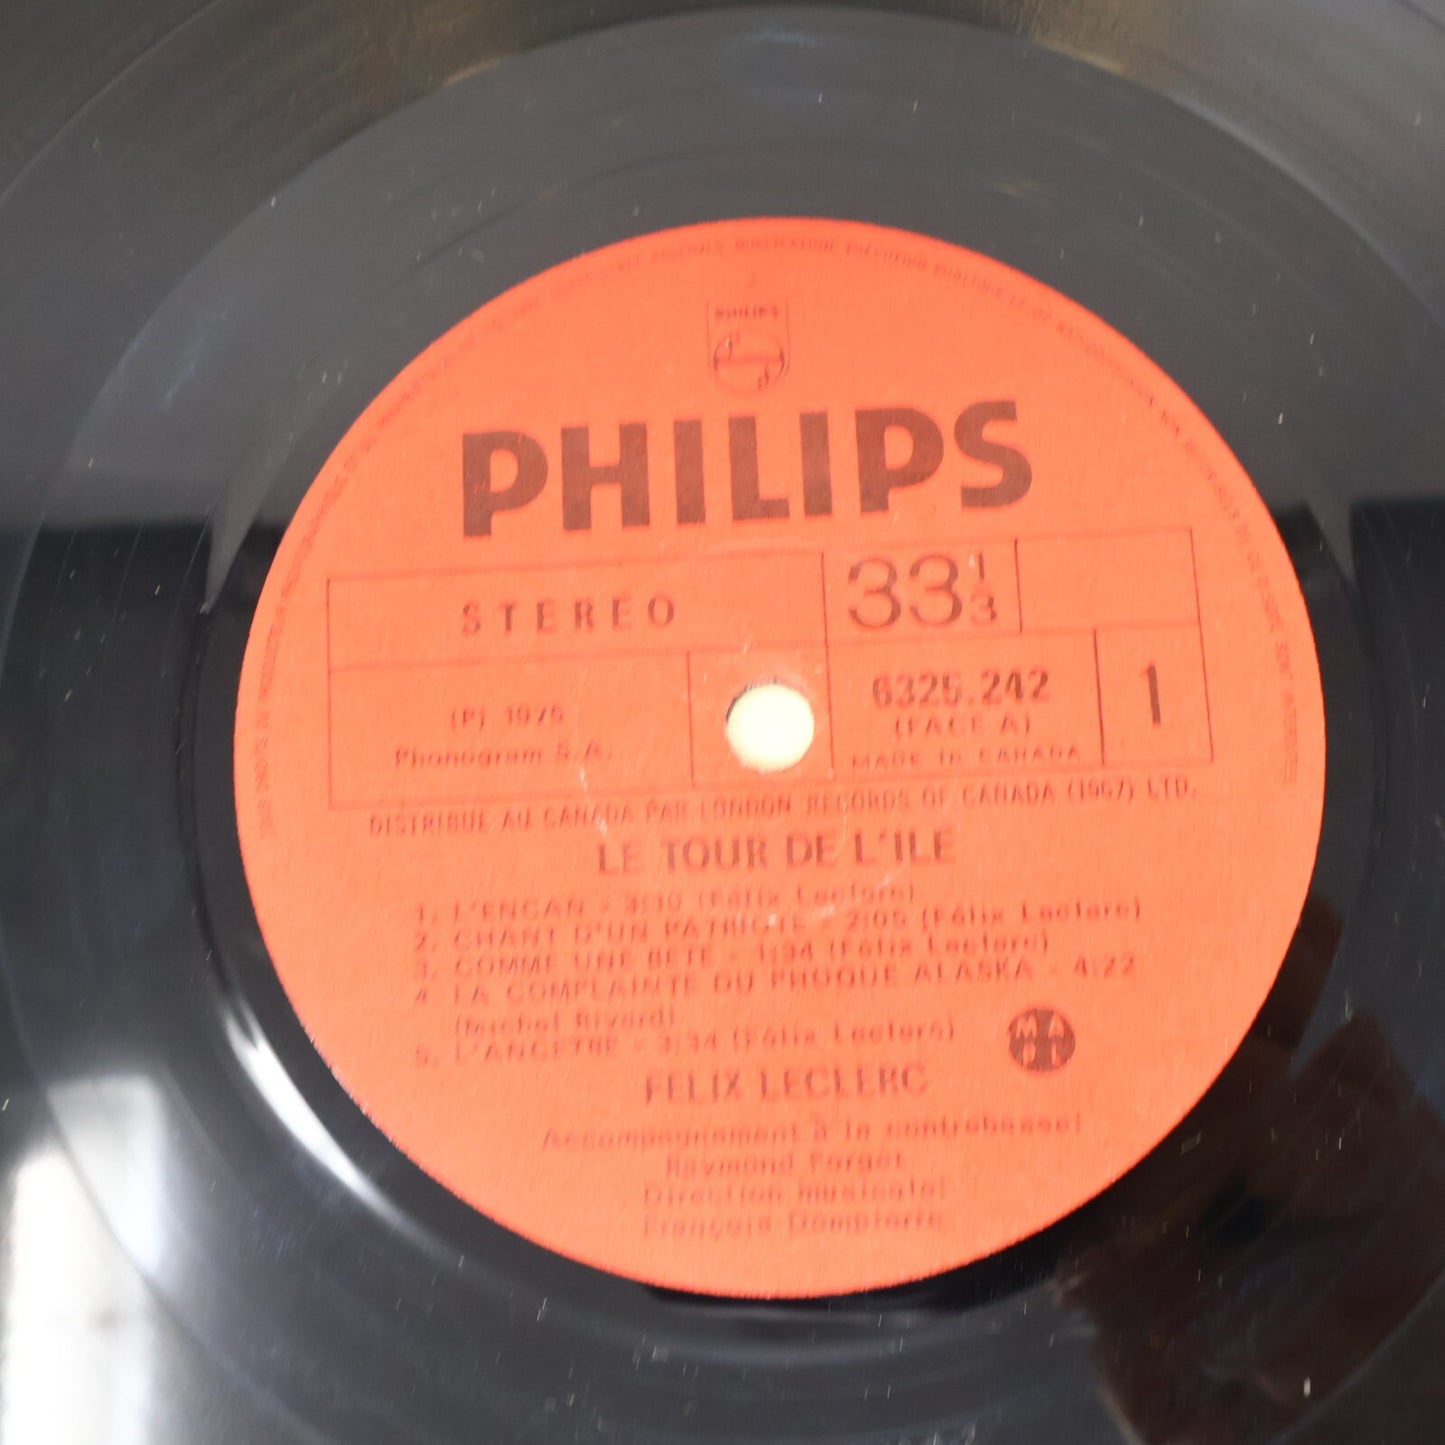 PHILIPS
PHILIPS
STEREO
33 1/3
(P) 1975
Phonogram S.A.
6325.242
(FACE A)
MADE IN CANADA
1
DISTRIBUE AU CANADA PAR LONDON RECORDS OF CANADA (1967) LTD.
LE TOUR DE L'ILE
1. L'ENCAN - 3:10 (Félix Leclerc)
2. CHANT D'UN PATRIOTE - 2:05 (Félix Leclerc)
3. COMME UNE BETE - 1:34 (Félix Leclerc)
4. LA COMPLAINTE DU PHOQUE ALASKA - 4:22
(Michel Rivard)
5. L'ANCETRE - 3:34 (Félix Leclerc)
MAPL
FELIX LECLERC
Accompagnement à la contrebasse:
Raymond Forget
Direction musicale:
François Dompierre